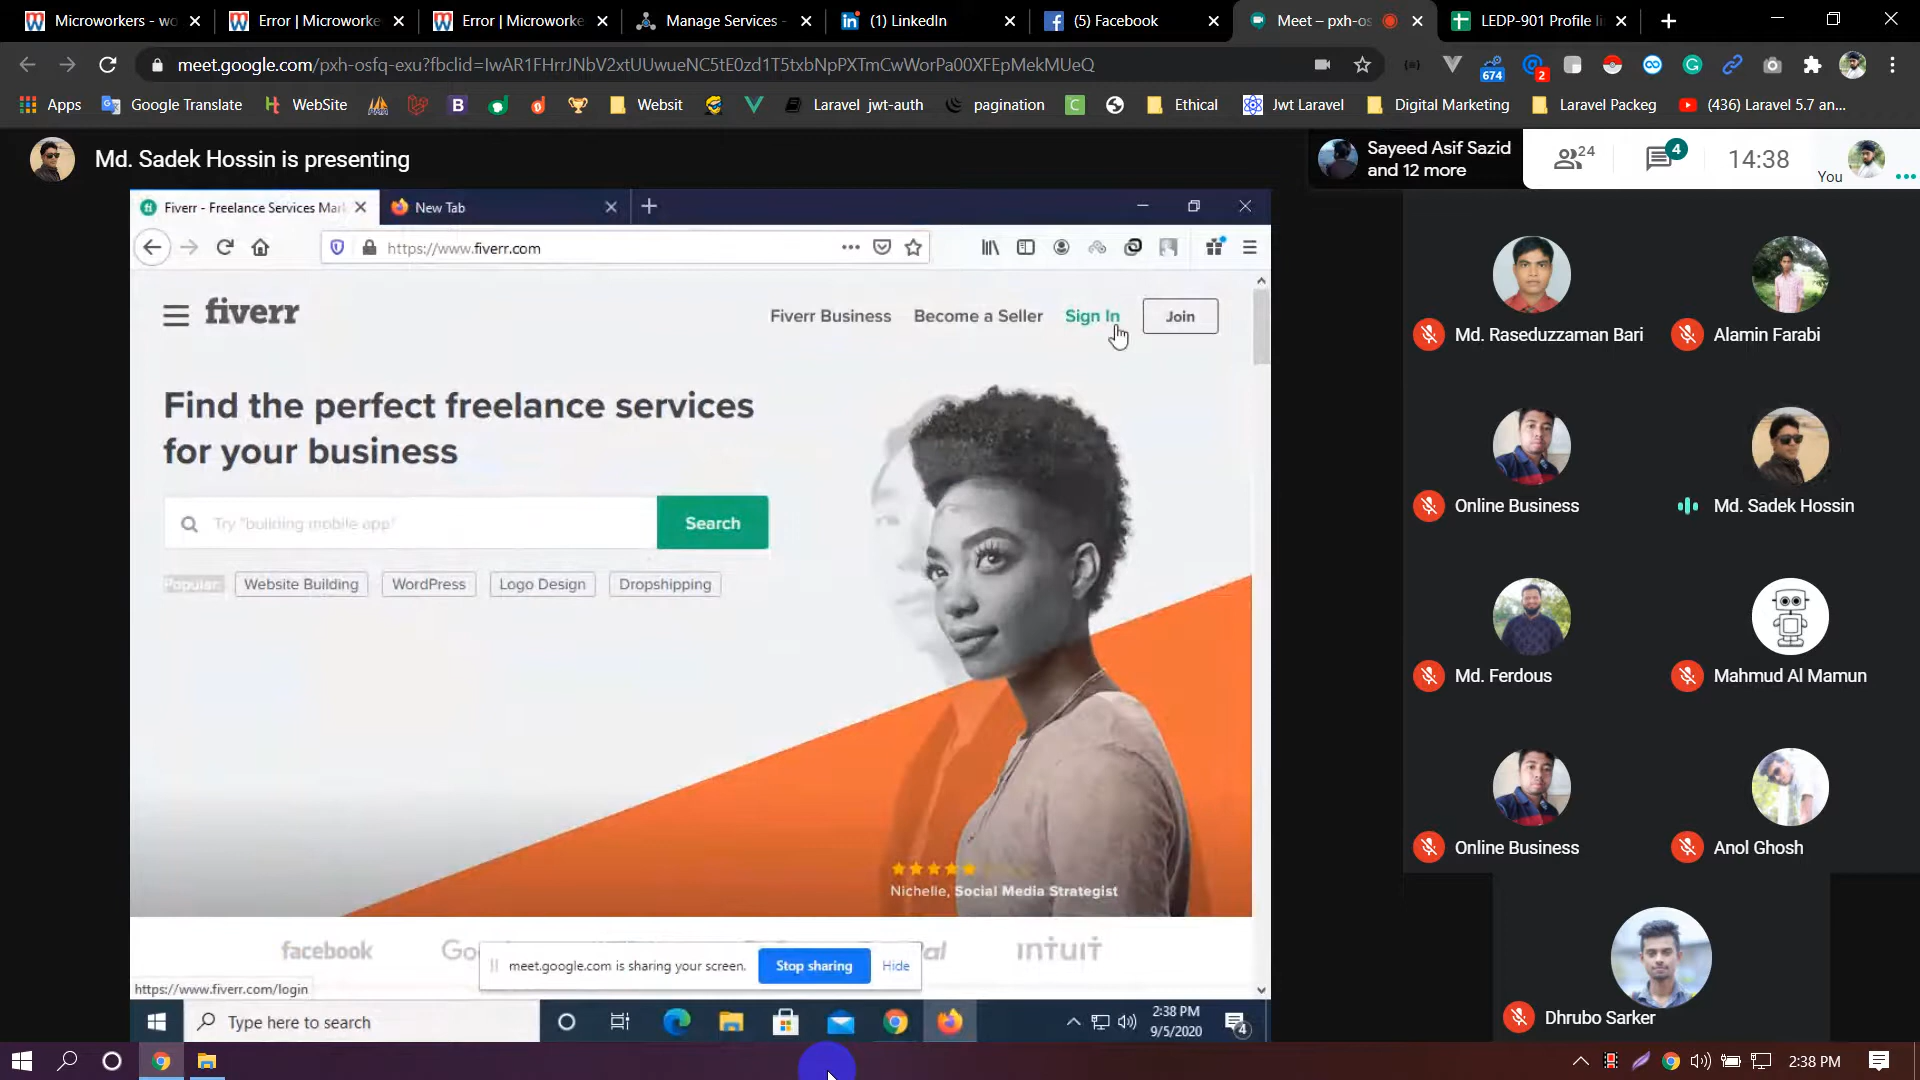 Microworkers - wo
Error | Microworke
Error | Microworke
Manage Services -
(1) LinkedIn
(5) Facebook
Meet – pxh-os
LEDP-901 Profile li
meet.google.com/pxh-osfq-exu?fbclid=IwAR1FHrrJNbV2xtUUwueNC5tE0zd1T5txbNpPXTmCwWorPa00XFEpMekMUeQ
674
2
Apps
Google Translate
WebSite
Websit
Laravel jwt-auth
pagination
Ethical
Jwt Laravel
Digital Marketing
Laravel Packeg
(436) Laravel 5.7 an...
Md. Sadek Hossin is presenting
Sayeed Asif Sazid
and 12 more
24
4
14:38
You
Fiverr - Freelance Services Mar
New Tab
https://www.fiverr.com
fiverr
Fiverr Business
Become a Seller
Sign In
Join
Find the perfect freelance services
for your business
Try "building mobile app"
Search
Popular:
Website Building
WordPress
Logo Design
Dropshipping
Nichelle, Social Media Strategist
facebook
intuit
meet.google.com is sharing your screen.
Stop sharing
Hide
https://www.fiverr.com/login
Type here to search
2:38 PM
9/5/2020
4
Md. Raseduzzaman Bari
Alamin Farabi
Online Business
Md. Sadek Hossin
Md. Ferdous
Mahmud Al Mamun
Online Business
Anol Ghosh
Dhrubo Sarker
2:38 PM